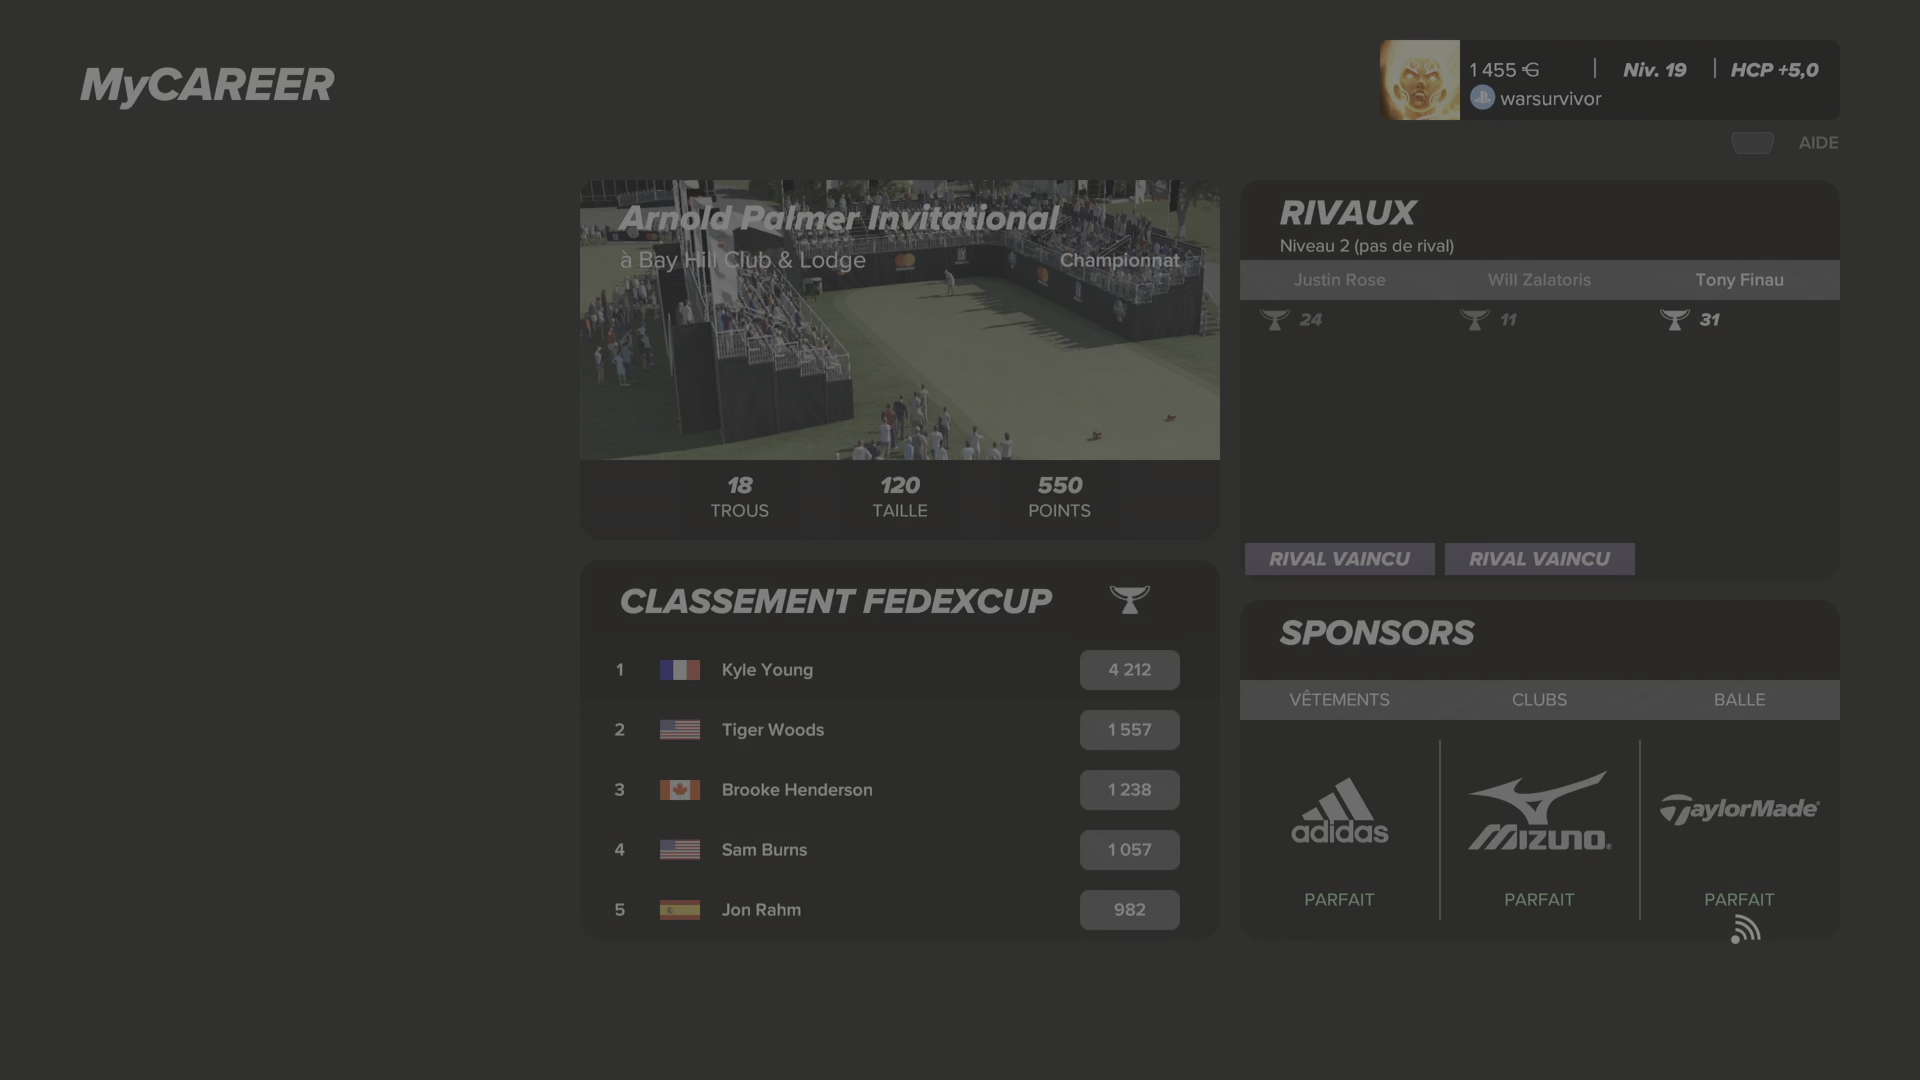 MyCAREER
1 455 | Niv. 19 | HCP +5,0
warsurvivor
AIDE
Arnold Palmer Invitational
à Bay Hill Club & Lodge
Championnat
18
TROUS
120
TAILLE
550
POINTS
CLASSEMENT FEDEXCUP
1 Kyle Young 4 212
2 Tiger Woods 1 557
3 Brooke Henderson 1 238
4 Sam Burns 1 057
5 Jon Rahm 982
RIVAUX
Niveau 2 (pas de rival)
Justin Rose Will Zalatoris Tony Finau
24 11 31
RIVAL VAINCU RIVAL VAINCU
SPONSORS
VÊTEMENTS CLUBS BALLE
adidas MIZUNO TaylorMade
PARFAIT PARFAIT PARFAIT